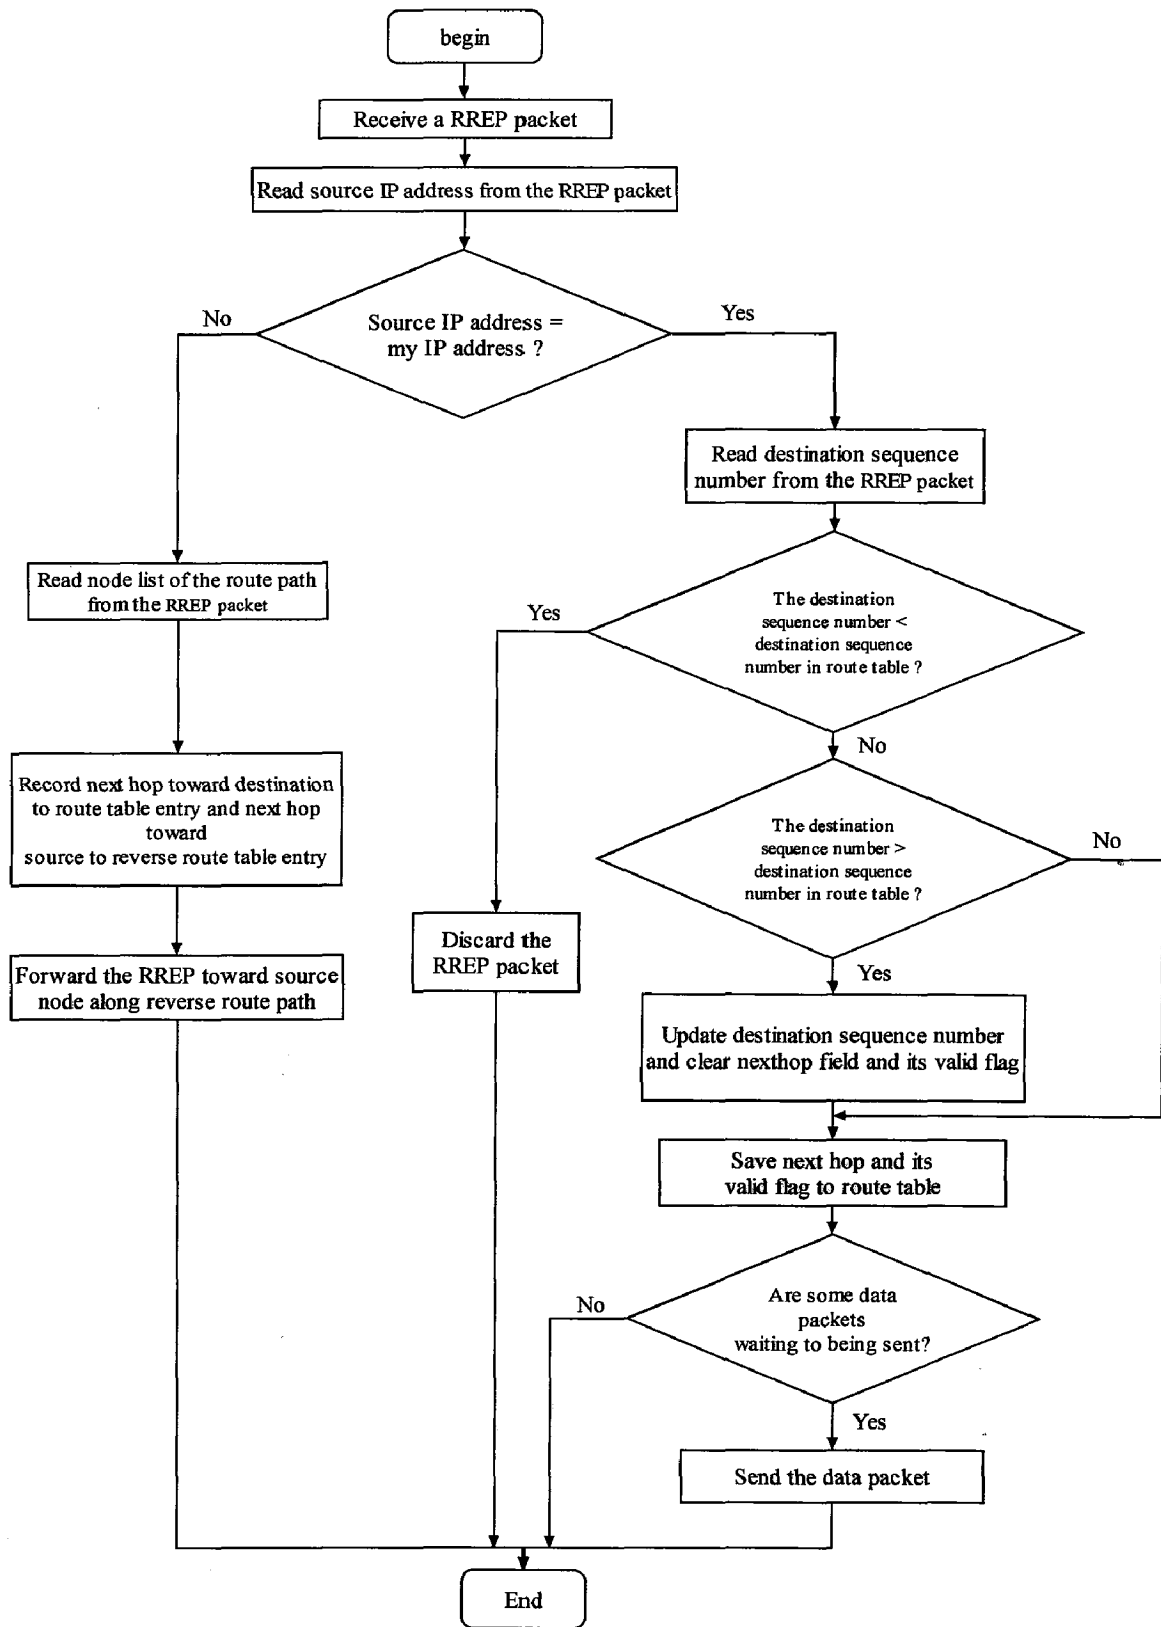 begin
Receive a RREP packet
Read source IP address from the RREP packet
No
Yes
Source IP address =
my IP address ?
Read destination sequence
number from the RREP packet
Read node list of the route path
from the RREP packet
Yes
The destination
sequence number <
destination sequence
number in route table ?
No
Record next hop toward destination
to route table entry and next hop
toward
source to reverse route table entry
The destination
sequence number >
destination sequence
number in route table ?
No
Discard the
RREP packet
Yes
Forward the RREP toward source
node along reverse route path
Update destination sequence number
and clear nexthop field and its valid flag
Save next hop and its
valid flag to route table
No
Are some data
packets
waiting to being sent?
Yes
Send the data packet
End